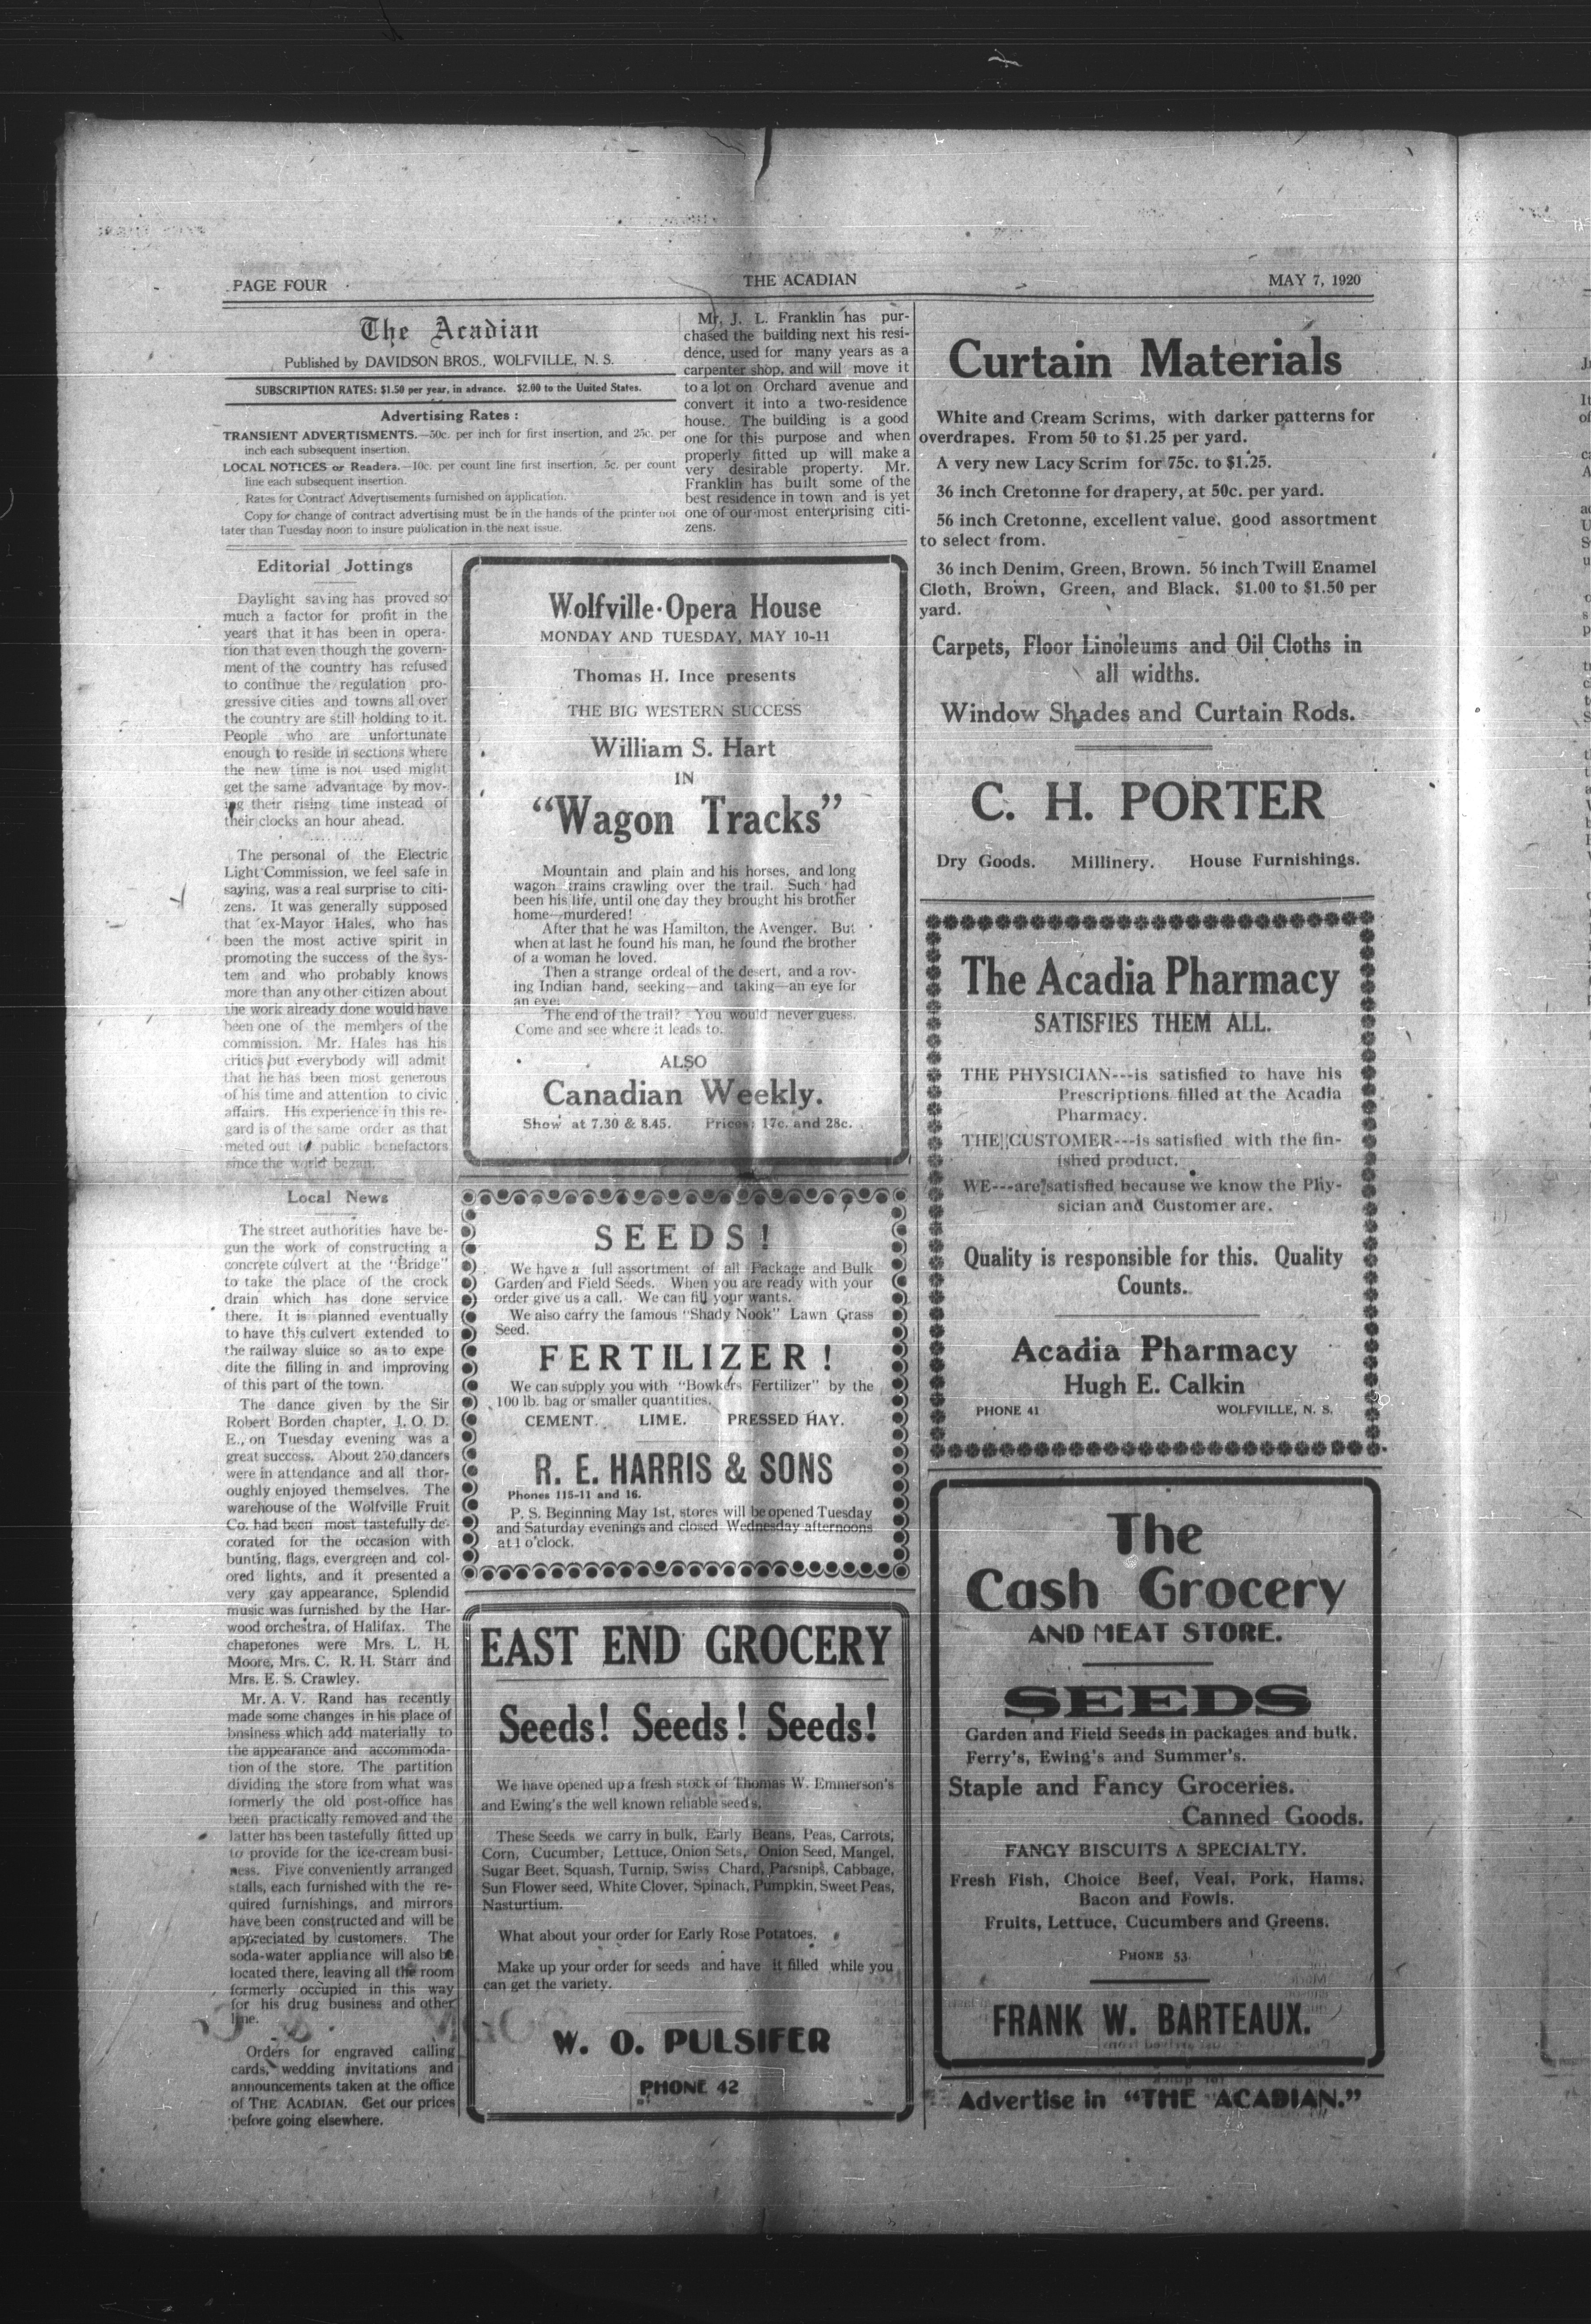 PAGE FOUR
THE ACADIAN
MAY 7, 1920
The Acadian
Published by DAVIDSON BROS., WOLFVILLE, N. S.
SUBSCRIPTION RATES: $1.50 per year, in advance. $2.00 to the United States.
Advertising Rates :
TRANSIENT ADVERTISMENTS.—50c. per inch for first insertion, and 25c. per
inch each subsequent insertion.
LOCAL NOTICES or Readers.—10c. per count line first insertion, 5c. per count
line each subsequent insertion.
Rates for Contract Advertisements furnished on application.
Copy for change of contract advertising must be in the hands of the printer not
later than Tuesday noon to insure publication in the next issue.
Mr. J. L. Franklin has pur-
chased the building next his resi-
dence, used for many years as a
carpenter shop, and will move it
to a lot on Orchard avenue and
convert it into a two-residence
house. The building is a good
one for this purpose and when
properly fitted up will make a
very desirable property. Mr.
Franklin has built some of the
best residence in town and is yet
one of our most enterprising citi-
zens.
Editorial Jottings
Daylight saving has proved so
much a factor for profit in the
years that it has been in opera-
tion that even though the govern-
ment of the country has refused
to continue the regulation pro-
gressive cities and towns all over
the country are still holding to it.
People who are unfortunate
enough to reside in sections where
the new time is not used might
get the same advantage by mov-
ing their rising time instead of
their clocks an hour ahead.
The personal of the Electric
Light Commission, we feel safe in
saying, was a real surprise to citi-
zens. It was generally supposed
that ex-Mayor Hales, who has
been the most active spirit in
promoting the success of the sys-
tem and who probably knows
more than any other citizen about
the work already done would have
been one of the members of the
commission. Mr. Hales has his
critics but everybody will admit
that he has been most generous
of his time and attention to civic
affairs. His experience in this re-
gard is of the same order as that
meted out to public benefactors
since the world began.
Local News
The street authorities have be-
gun the work of constructing a
concrete culvert at the "Bridge"
to take the place of the crock
drain which has done service
there. It is planned eventually
to have this culvert extended to
the railway sluice so as to expe
dite the filling in and improving
of this part of the town.
The dance given by the Sir
Robert Borden chapter, I. O. D.
E., on Tuesday evening was a
great success. About 250 dancers
were in attendance and all thor-
oughly enjoyed themselves. The
warehouse of the Wolfville Fruit
Co. had been most tastefully de-
corated for the occasion with
bunting, flags, evergreen and col-
ored lights, and it presented a
very gay appearance, Splendid
music was furnished by the Har-
wood orchestra, of Halifax. The
chaperones were Mrs. L. H.
Moore, Mrs. C. R. H. Starr and
Mrs. E. S. Crawley.
Mr. A. V. Rand has recently
made some changes in his place of
bnsiness which add materially to
the appearance and accommoda-
tion of the store. The partition
dividing the store from what was
formerly the old post-office has
been practically removed and the
latter has been tastefully fitted up
to provide for the ice-cream busi-
ness. Five conveniently arranged
stalls, each furnished with the re-
quired furnishings, and mirrors
have been constructed and will be
appreciated by customers. The
soda-water appliance will also be
located there, leaving all the room
formerly occupied in this way
for his drug business and other
line.
Orders for engraved calling
cards, wedding invitations and
announcements taken at the office
of THE ACADIAN. Get our prices
before going elsewhere.
Wolfville Opera House
MONDAY AND TUESDAY, MAY 10-11
Thomas H. Ince presents
THE BIG WESTERN SUCCESS
William S. Hart
IN
"Wagon Tracks"
Mountain and plain and his horses, and long
wagon trains crawling over the trail. Such had
been his life, until one day they brought his brother
home—murdered!
After that he was Hamilton, the Avenger. But
when at last he found his man, he found the brother
of a woman he loved.
Then a strange ordeal of the desert, and a rov-
ing Indian band, seeking—and taking—an eye for
an eye.
The end of the trail? You would never guess.
Come and see where it leads to.
ALSO
Canadian Weekly.
Show at 7.30 & 8.45. Prices: 17c. and 28c.
SEEDS!
We have a full assortment of all Package and Bulk
Garden and Field Seeds. When you are ready with your
order give us a call. We can fill your wants.
We also carry the famous "Shady Nook" Lawn Grass
Seed.
FERTILIZER!
We can supply you with "Bowkers Fertilizer" by the
100 lb. bag or smaller quantities.
CEMENT. LIME. PRESSED HAY.
R. E. HARRIS & SONS
Phones 115-11 and 16.
P. S. Beginning May 1st, stores will be opened Tuesday
and Saturday evenings and closed Wednesday afternoons
at 1 o'clock.
EAST END GROCERY
Seeds! Seeds! Seeds!
We have opened up a fresh stock of Thomas W. Emmerson's
and Ewing's the well known reliable seeds.
These Seeds we carry in bulk, Early Beans, Peas, Carrots,
Corn, Cucumber, Lettuce, Onion Sets, Onion Seed, Mangel,
Sugar Beet, Squash, Turnip, Swiss Chard, Parsnips, Cabbage,
Sun Flower seed, White Clover, Spinach, Pumpkin, Sweet Peas,
Nasturtium.
What about your order for Early Rose Potatoes.
Make up your order for seeds and have it filled while you
can get the variety.
W. O. PULSIFER
PHONE 42
Curtain Materials
White and Cream Scrims, with darker patterns for
overdrapes. From 50 to $1.25 per yard.
A very new Lacy Scrim for 75c. to $1.25.
36 inch Cretonne for drapery, at 50c. per yard.
56 inch Cretonne, excellent value, good assortment
to select from.
36 inch Denim, Green, Brown. 56 inch Twill Enamel
Cloth, Brown, Green, and Black, $1.00 to $1.50 per
yard.
Carpets, Floor Linoleums and Oil Cloths in
all widths.
Window Shades and Curtain Rods.
C. H. PORTER
Dry Goods. Millinery. House Furnishings.
The Acadia Pharmacy
SATISFIES THEM ALL.
THE PHYSICIAN---is satisfied to have his
Prescriptions filled at the Acadia
Pharmacy.
THE CUSTOMER---is satisfied with the fin-
ished product.
WE---are satisfied because we know the Phy-
sician and Customer are.
Quality is responsible for this. Quality
Counts.
Acadia Pharmacy
Hugh E. Calkin
PHONE 41 WOLFVILLE, N. S.
The
Cash Grocery
AND MEAT STORE.
SEEDS
Garden and Field Seeds in packages and bulk.
Ferry's, Ewing's and Summer's.
Staple and Fancy Groceries.
Canned Goods.
FANCY BISCUITS A SPECIALTY.
Fresh Fish, Choice Beef, Veal, Pork, Hams,
Bacon and Fowls.
Fruits, Lettuce, Cucumbers and Greens.
PHONE 53
FRANK W. BARTEAUX.
Advertise in "THE ACADIAN."